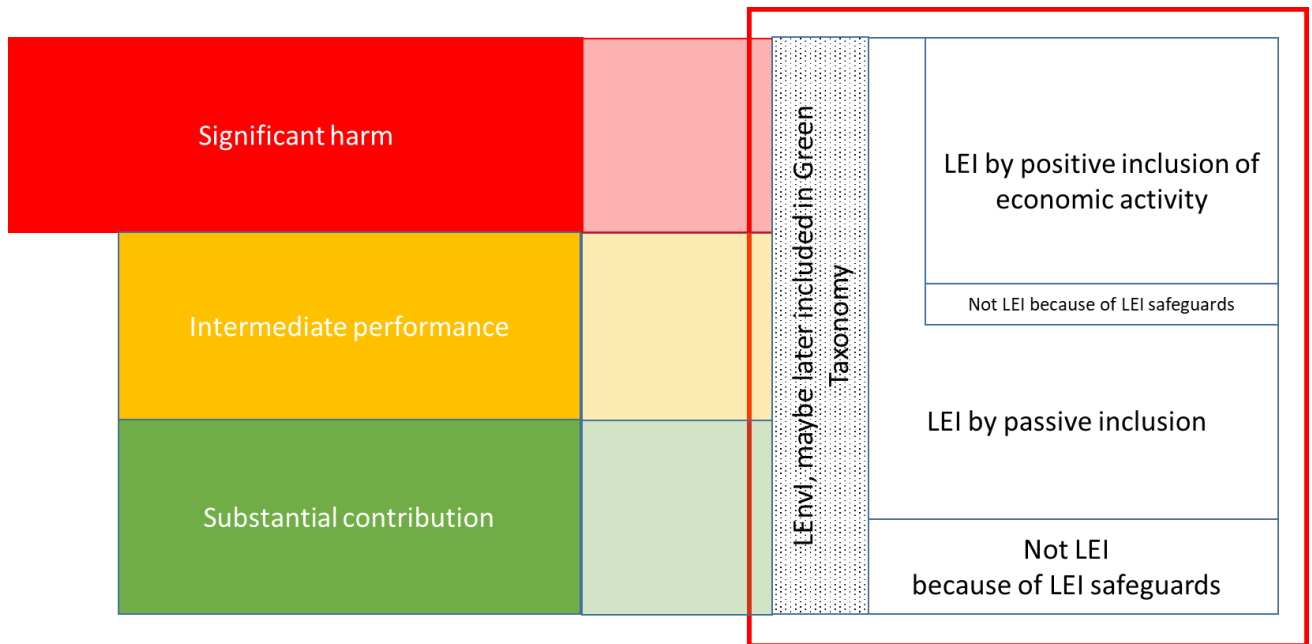 Significant harm
Intermediate performance
Substantial contribution
LEnvI, maybe later included in Green
Taxonomy
LEI by positive inclusion of
economic activity
Not LEI because of LEI safeguards
LEI by passive inclusion
Not LEI
because of LEI safeguards